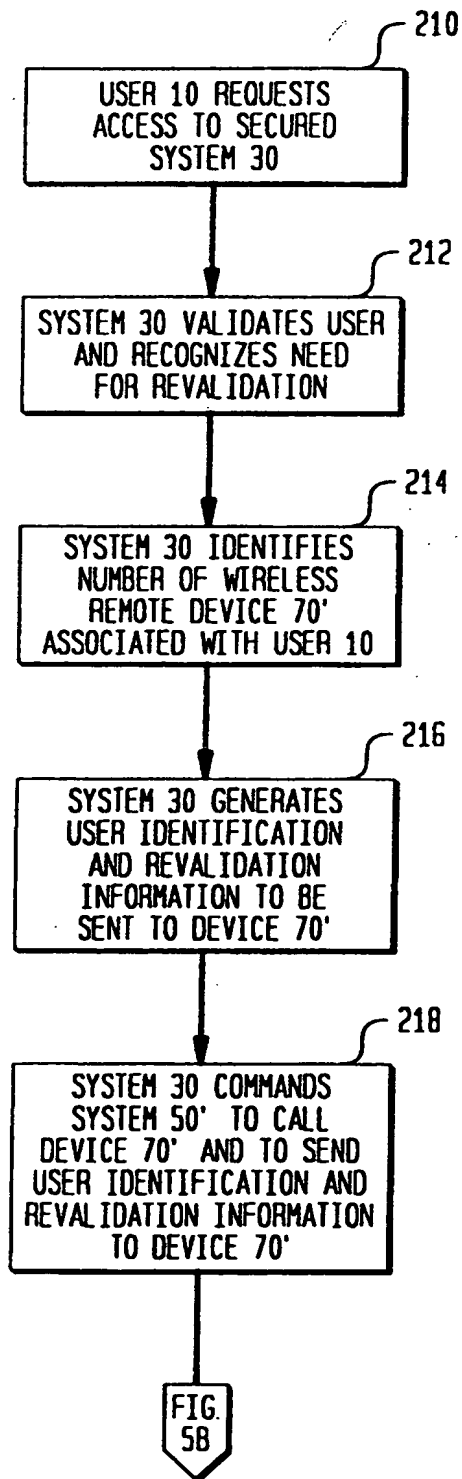 210
USER 10 REQUESTS
ACCESS TO SECURED
SYSTEM 30
212
SYSTEM 30 VALIDATES USER
AND RECOGNIZES NEED
FOR REVALIDATION
214
SYSTEM 30 IDENTIFIES
NUMBER OF WIRELESS
REMOTE DEVICE 70'
ASSOCIATED WITH USER 10
216
SYSTEM 30 GENERATES
USER IDENTIFICATION
AND REVALIDATION
INFORMATION TO BE
SENT TO DEVICE 70'
218
SYSTEM 30 COMMANDS
SYSTEM 50' TO CALL
DEVICE 70' AND TO SEND
USER IDENTIFICATION AND
REVALIDATION INFORMATION
TO DEVICE 70'
FIG.
5B